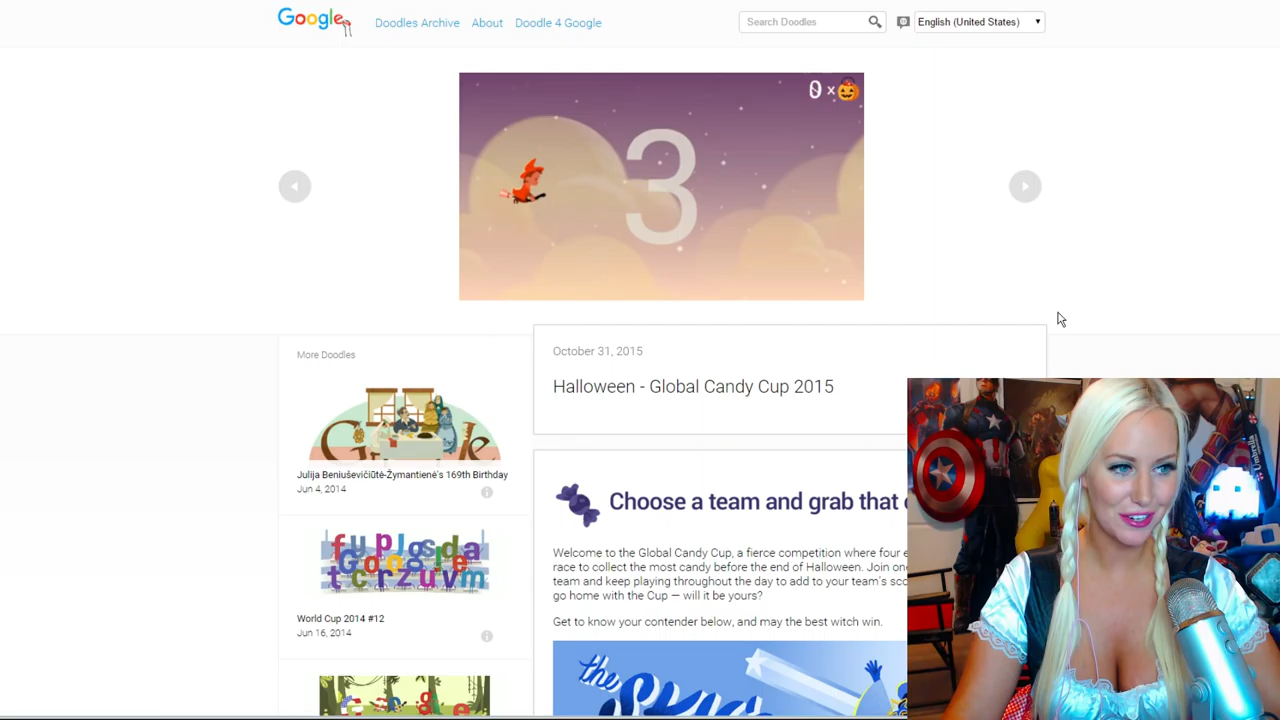 Google
Doodles Archive About Doodle 4 Google
Search Doodles
English (United States)
0 ×
3
More Doodles
Julija Beniuševičiūtė-Žymantienė's 169th Birthday
Jun 4, 2014
World Cup 2014 #12
Jun 16, 2014
October 31, 2015
Halloween - Global Candy Cup 2015
Choose a team and grab that
Welcome to the Global Candy Cup, a fierce competition where four
race to collect the most candy before the end of Halloween. Join one
team and keep playing throughout the day to add to your team's
go home with the Cup — will it be yours?
Get to know your contender below, and may the best witch win.
the
Umbrella